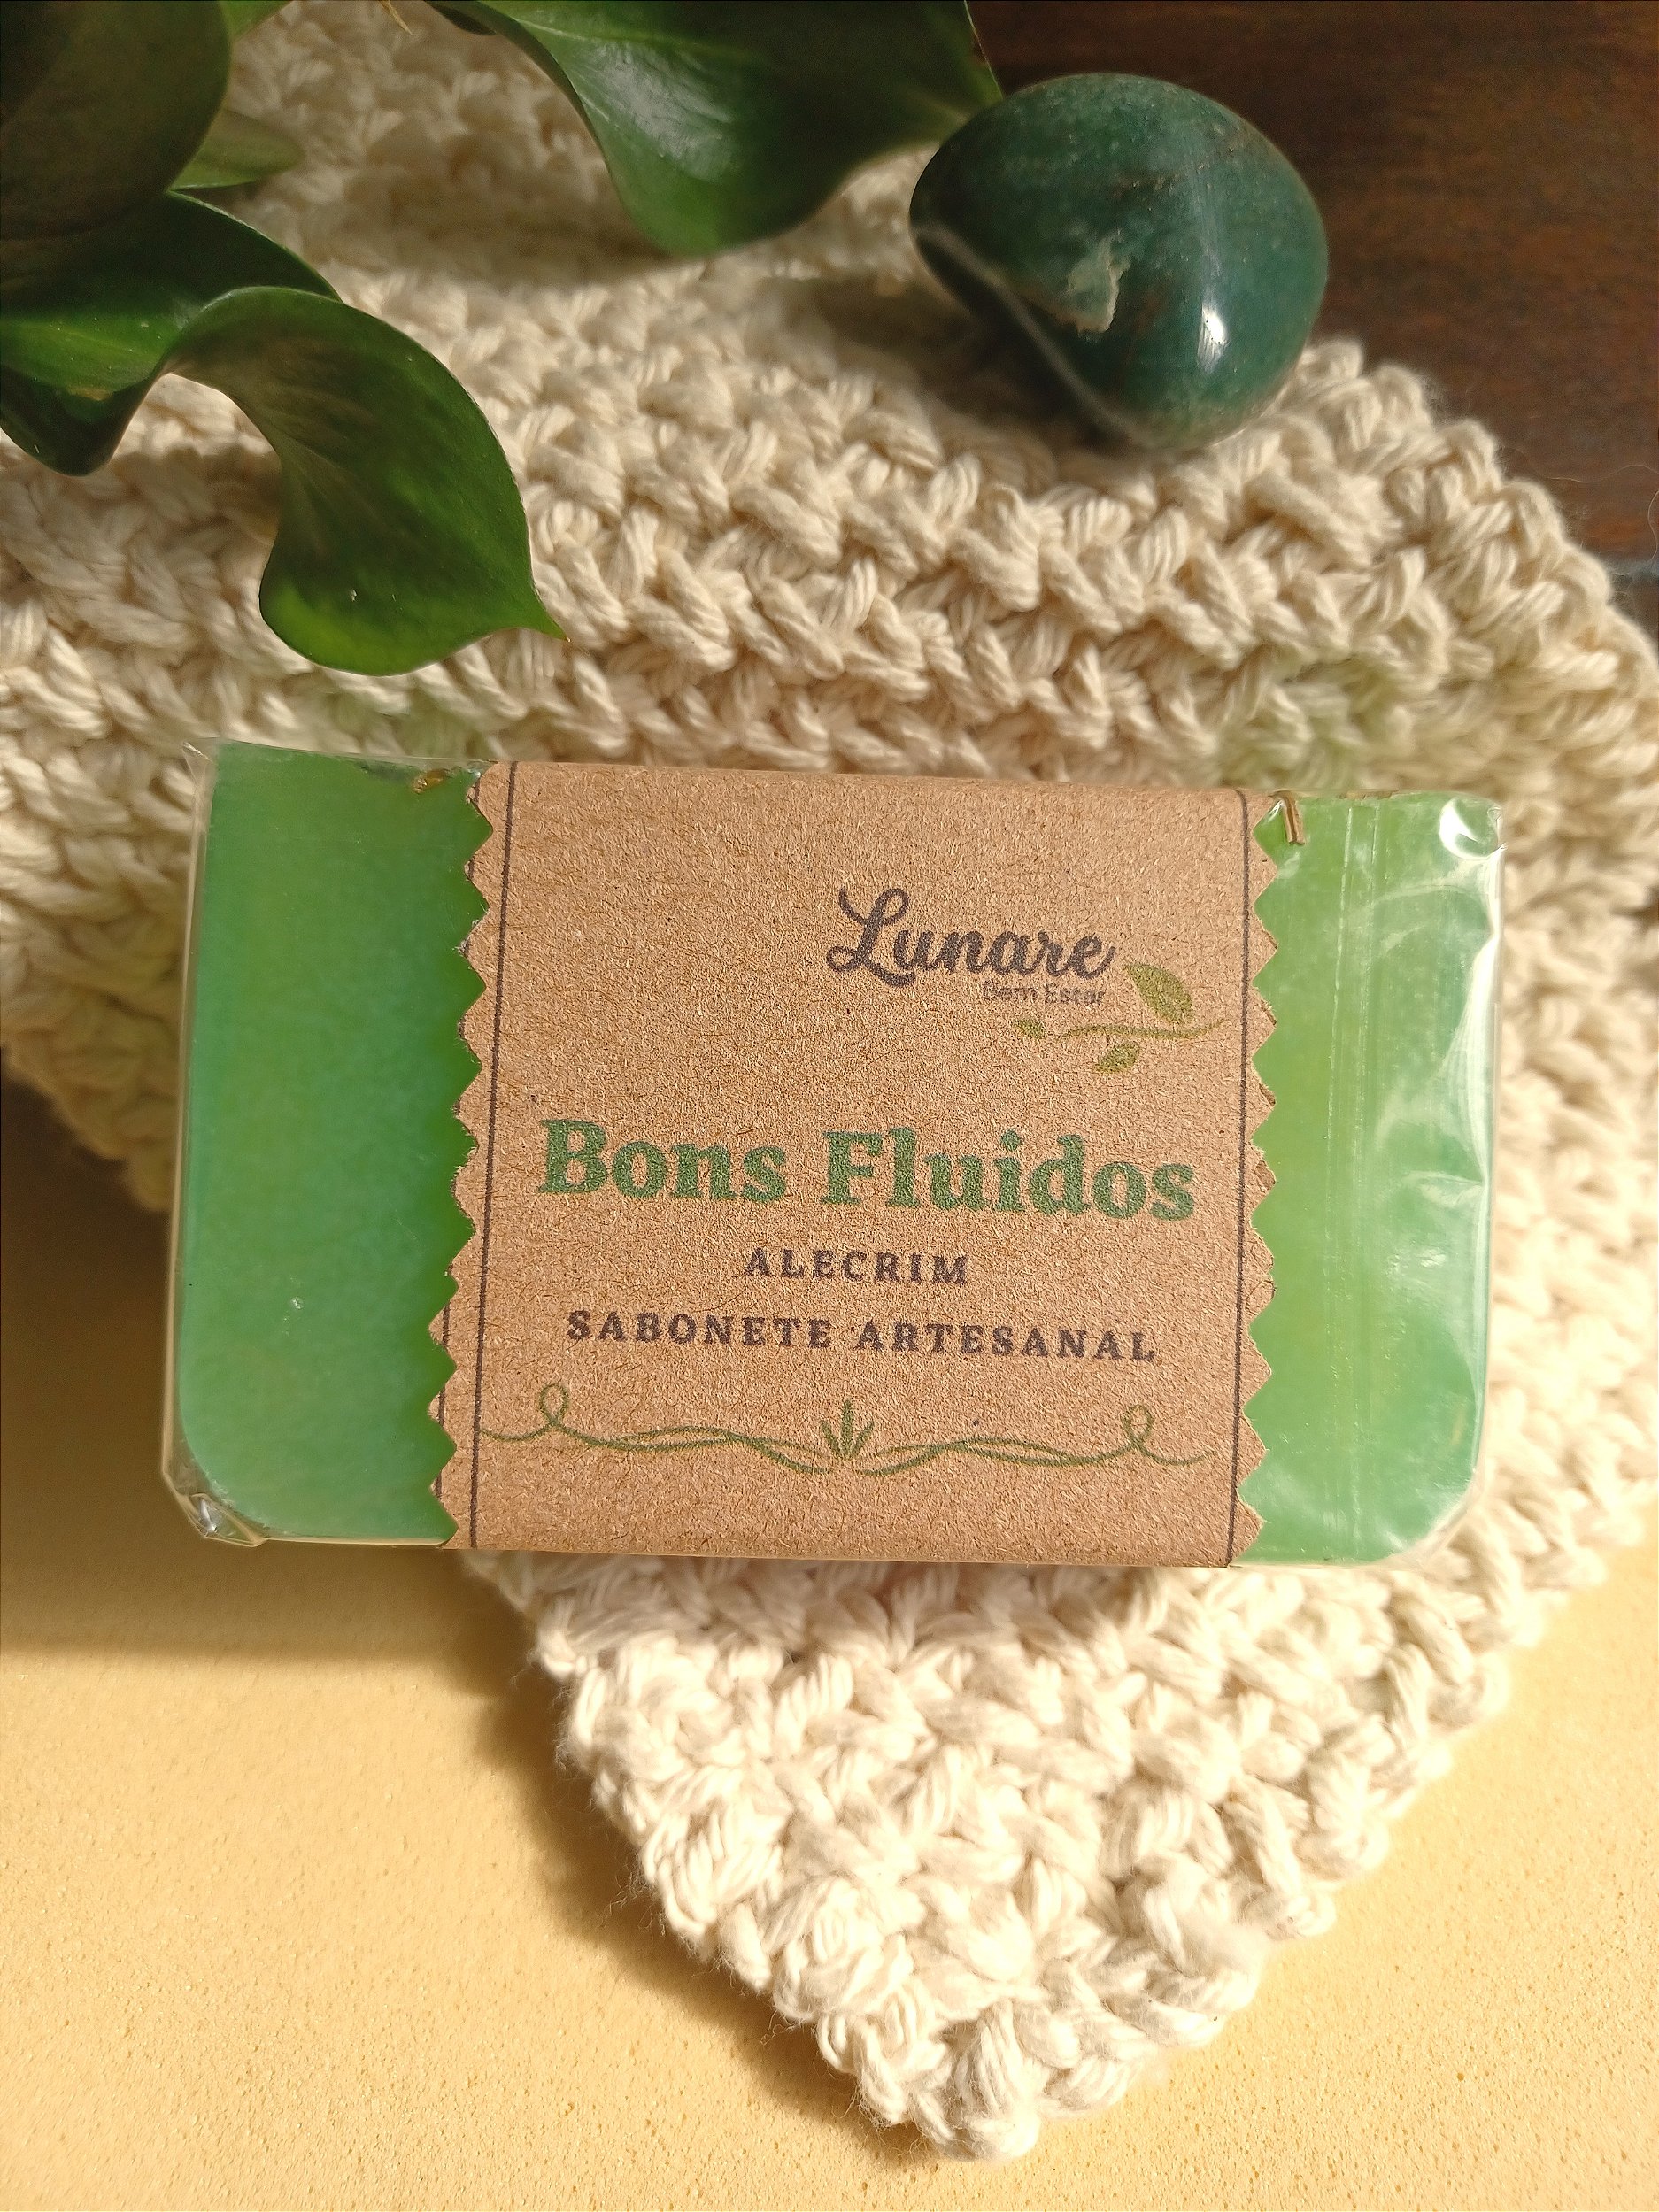 Lunare
Bem Estar
Bons Fluidos
ALECRIM
SABONETE ARTESANAL